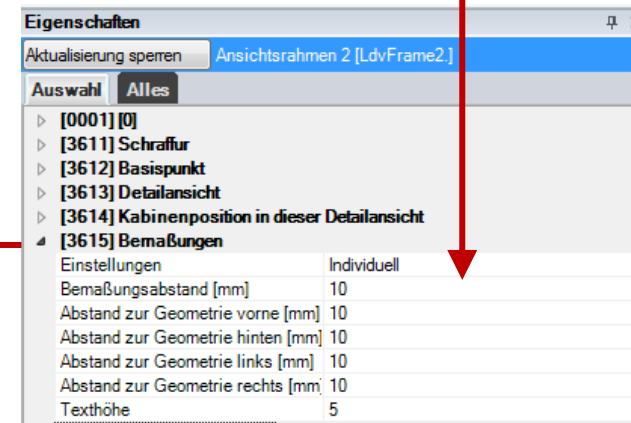 Eigenschaften
Aktualisierung sperren Ansichtsrahmen 2 [LdvFrame2.]
Auswahl Alles
[0001] [0]
[3611] Schraffur
[3612] Basispunkt
[3613] Detailansicht
[3614] Kabinenposition in dieser Detailansicht
[3615] Bemaßungen
Einstellungen Individuell
Bemaßungsabstand [mm] 10
Abstand zur Geometrie vorne [mm] 10
Abstand zur Geometrie hinten [mm] 10
Abstand zur Geometrie links [mm] 10
Abstand zur Geometrie rechts [mm] 10
Texthöhe 5